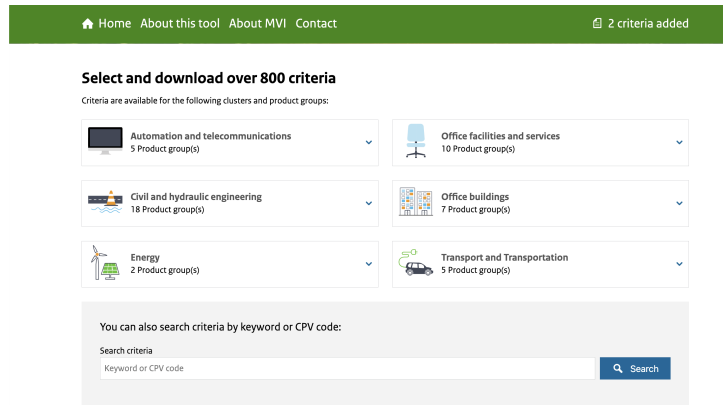 Home About this tool About MVI Contact 2 criteria added
Select and download over 800 criteria
Criteria are available for the following clusters and product groups:
Automation and telecommunications
5 Product group(s)
Office facilities and services
10 Product group(s)
Civil and hydraulic engineering
18 Product group(s)
Office buildings
7 Product group(s)
Energy
2 Product group(s)
Transport and Transportation
5 Product group(s)
You can also search criteria by keyword or CPV code:
Search criteria
Keyword or CPV code Search